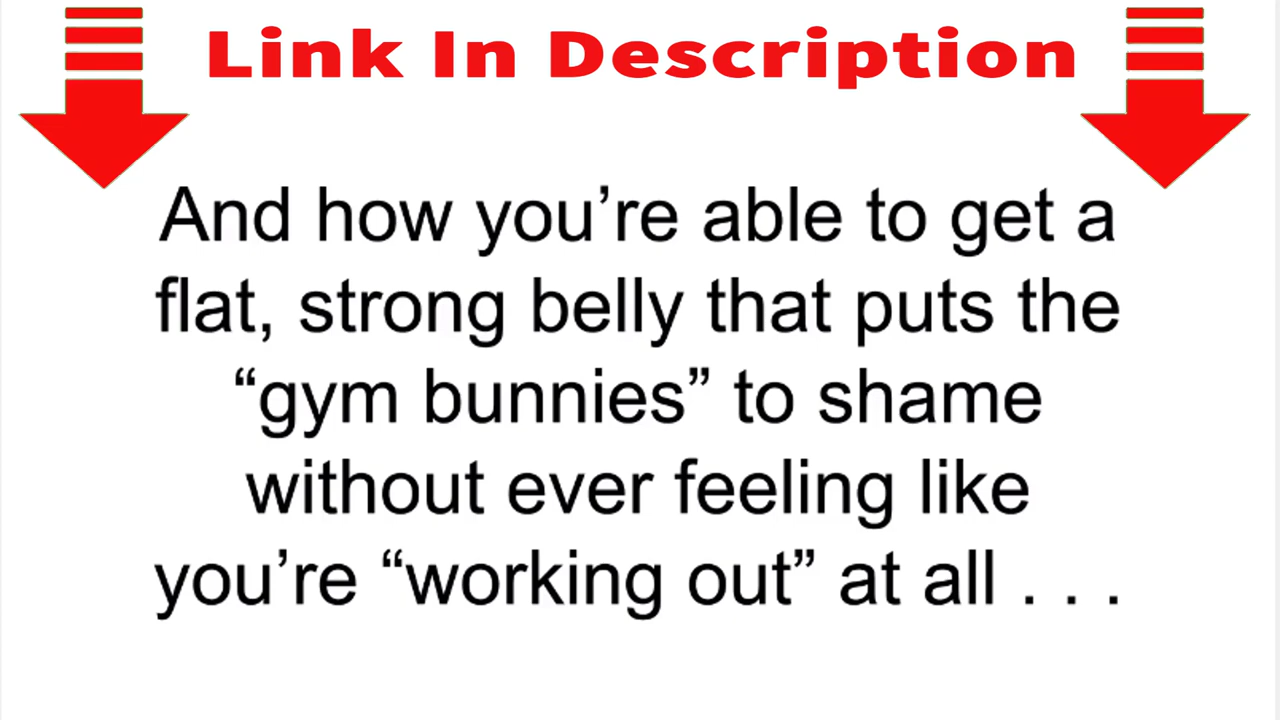 Link In Description
And how you’re able to get a
flat, strong belly that puts the
“gym bunnies” to shame
without ever feeling like
you’re “working out” at all . . .